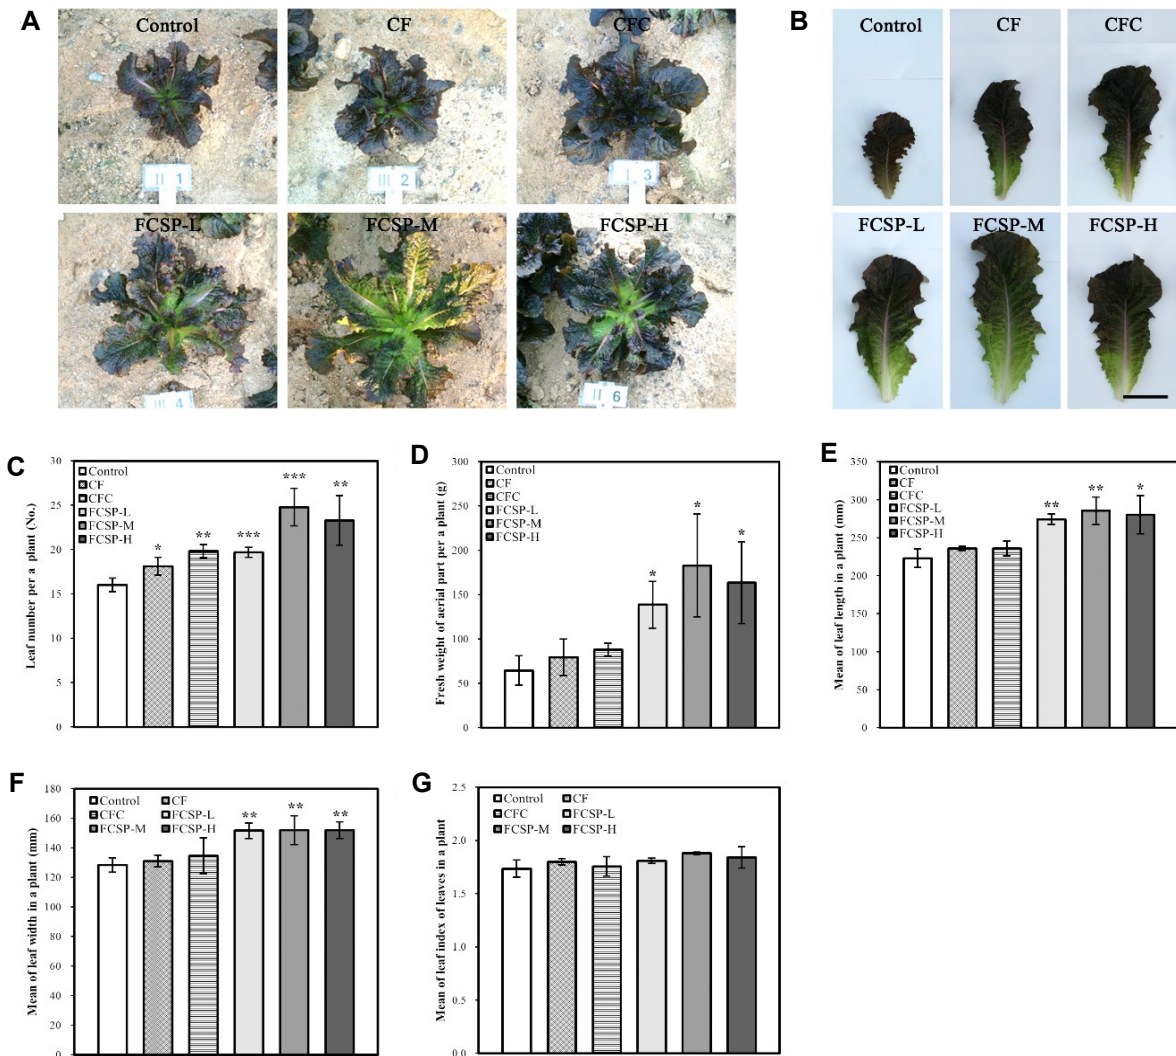 A
Control
CF
CFC
II 1
III 2
3
FCSP-L
FCSP-M
FCSP-H
II 4
II 6
B
Control
CF
CFC
FCSP-L
FCSP-M
FCSP-H
C
Leaf number per a plant (No.)
30
25
20
15
10
5
0
Control
CF
CFC
FCSP-L
FCSP-M
FCSP-H
*
**
***
***
**
D
Fresh weight of aerial part per a plant (g)
300
250
200
150
100
50
0
Control
CF
CFC
FCSP-L
FCSP-M
FCSP-H
*
*
*
E
Mean of leaf length in a plant (mm)
350
300
250
200
150
100
50
0
Control
CF
CFC
FCSP-L
FCSP-M
FCSP-H
**
**
*
F
Mean of leaf width in a plant (mm)
180
160
140
120
100
80
60
40
20
0
Control CF
CFC FCSP-L
FCSP-M FCSP-H
**
**
**
G
Mean of leaf index of leaves in a plant
2.5
2.0
1.5
1.0
0.5
0.0
Control CF
CFC FCSP-L
FCSP-M FCSP-H